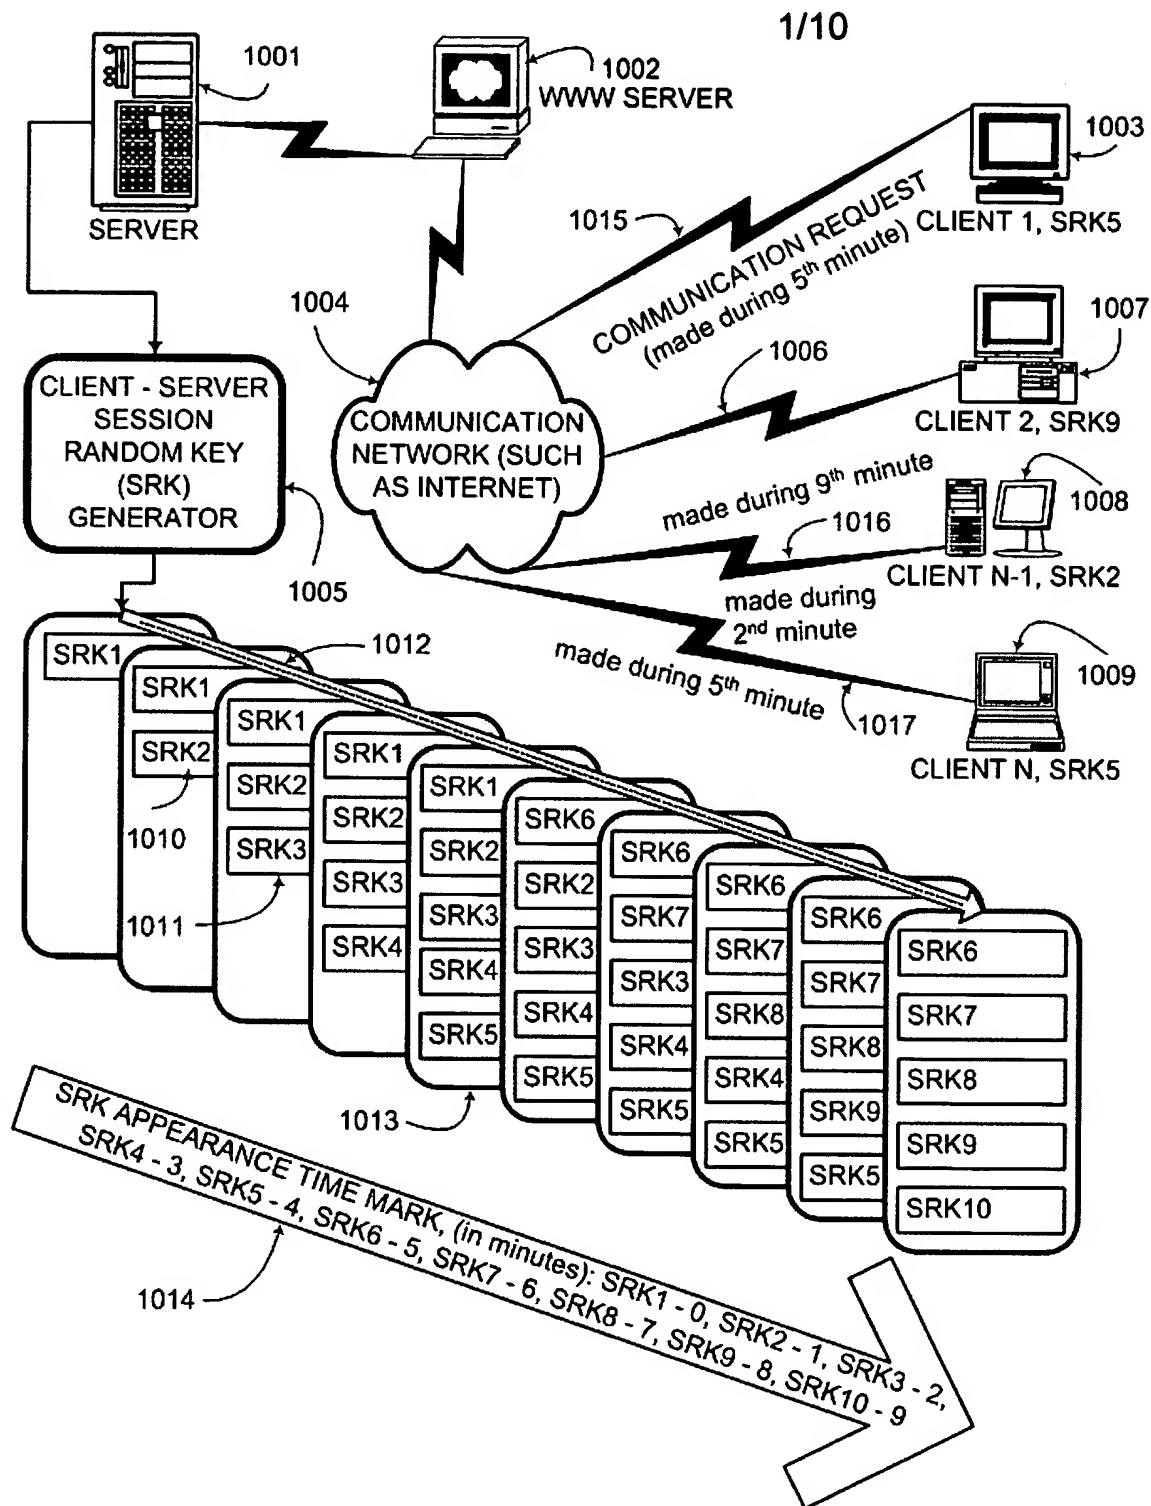 1/10
1001
1002
WWW SERVER
1003
SERVER
1015
COMMUNICATION REQUEST
(made during 5th minute)
CLIENT 1, SRK5
1004
1006
1007
CLIENT - SERVER
SESSION
RANDOM KEY
(SRK)
GENERATOR
COMMUNICATION
NETWORK (SUCH
AS INTERNET)
CLIENT 2, SRK9
made during 9th minute
1016
1008
1005
CLIENT N-1, SRK2
made during
2nd minute
made during 5th minute
1017
1009
CLIENT N, SRK5
1012
SRK1
SRK1
SRK2
1010
SRK1
SRK2
SRK3
1011
SRK1
SRK2
SRK3
SRK4
SRK1
SRK2
SRK3
SRK4
SRK5
1013
SRK6
SRK2
SRK3
SRK4
SRK5
SRK6
SRK7
SRK3
SRK4
SRK5
SRK6
SRK7
SRK8
SRK4
SRK5
SRK6
SRK7
SRK8
SRK9
SRK5
SRK6
SRK7
SRK8
SRK9
SRK10
SRK APPEARANCE TIME MARK, (in minutes): SRK1 - 0, SRK2 - 1, SRK3 - 2,
SRK4 - 3, SRK5 - 4, SRK6 - 5, SRK7 - 6, SRK8 - 7, SRK9 - 8, SRK10 - 9
1014